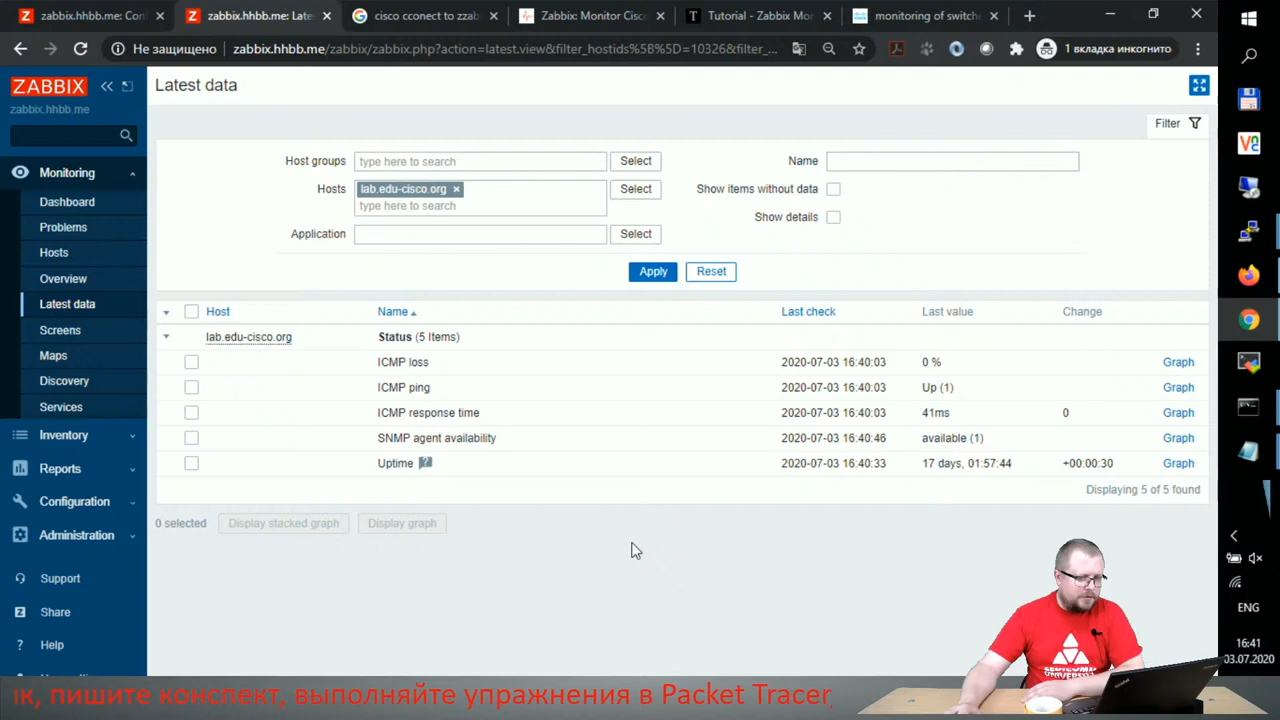 zabbix.hhbb.me: Con
zabbix.hhbb.me: Late
cisco cconect to zzab
Zabbix: Monitor Cisc
Tutorial - Zabbix Mo
monitoring of switch
Не защищено
zabbix.hhbb.me/zabbix/zabbix.php?action=latest.view&filter_hostids%5B%5D=10326&filter_...
1 вкладка инкогнито
ZABBIX
zabbix.hhbb.me
Monitoring
Dashboard
Problems
Hosts
Overview
Latest data
Screens
Maps
Discovery
Services
Inventory
Reports
Configuration
Administration
Support
Share
Help
Latest data
Filter
Host groups type here to search Select
Name
Hosts lab.edu-cisco.org × Select
type here to search
Show items without data
Show details
Application Select
Apply Reset
Host Name Last check Last value Change
lab.edu-cisco.org Status (5 Items)
ICMP loss 2020-07-03 16:40:03 0 % Graph
ICMP ping 2020-07-03 16:40:03 Up (1) Graph
ICMP response time 2020-07-03 16:40:03 41ms 0 Graph
SNMP agent availability 2020-07-03 16:40:46 available (1) Graph
Uptime ? 2020-07-03 16:40:33 17 days, 01:57:44 +00:00:30 Graph
Displaying 5 of 5 found
0 selected Display stacked graph Display graph
ENG
16:41
03.07.2020
ик, пишите конспект, выполняйте упражнения в Packet Tracer,